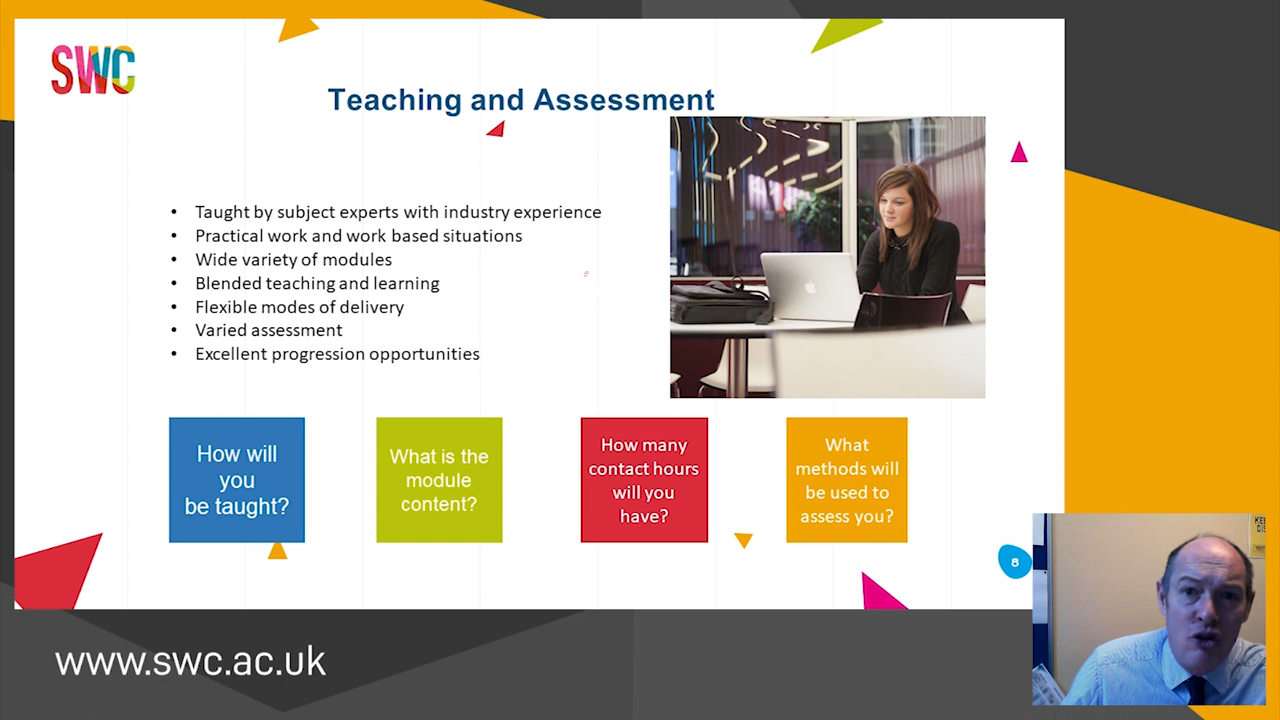 SWC
Teaching and Assessment
• Taught by subject experts with industry experience
• Practical work and work based situations
• Wide variety of modules
• Blended teaching and learning
• Flexible modes of delivery
• Varied assessment
• Excellent progression opportunities
How will
you
be taught?
What is the
module
content?
How many
contact hours
will you
have?
What
methods will
be used to
assess you?
8
www.swc.ac.uk